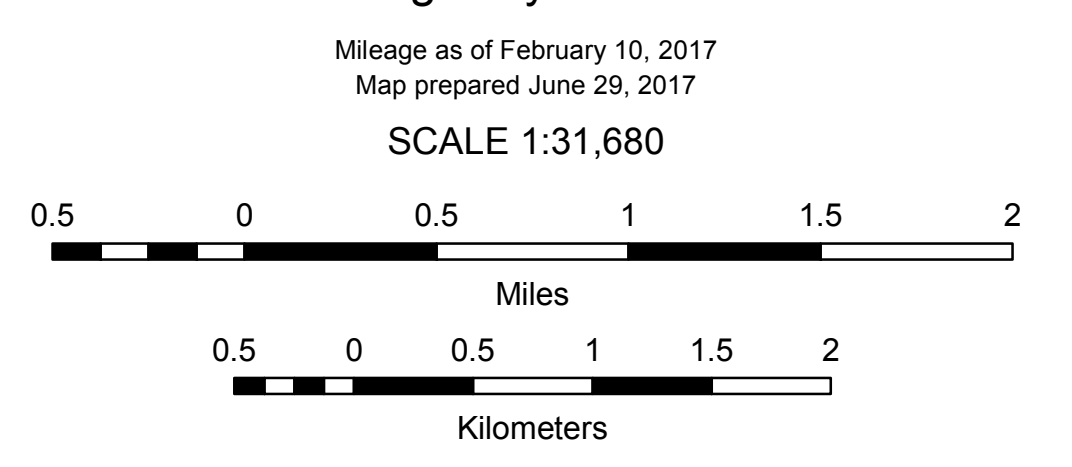 Mileage as of February 10, 2017
Map prepared June 29, 2017
SCALE 1:31,680
0.5 0 0.5 1 1.5 2
Miles
0.5 0 0.5 1 1.5 2
Kilometers